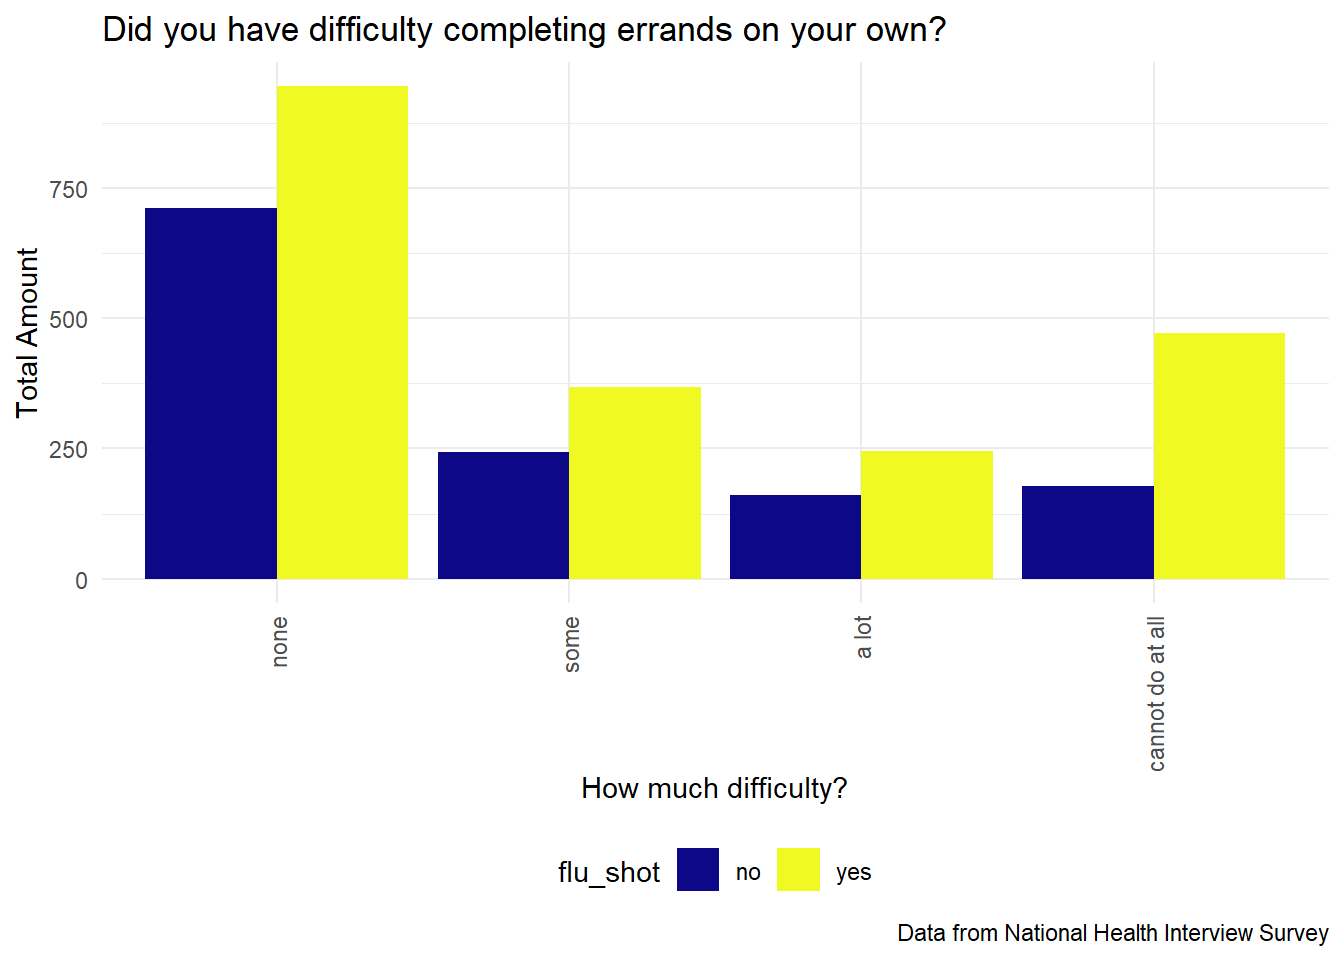 Did you have difficulty completing errands on your own?
Total Amount
750
500
250
0
none
some
a lot
cannot do at all
How much difficulty?
flu_shot no yes
Data from National Health Interview Survey